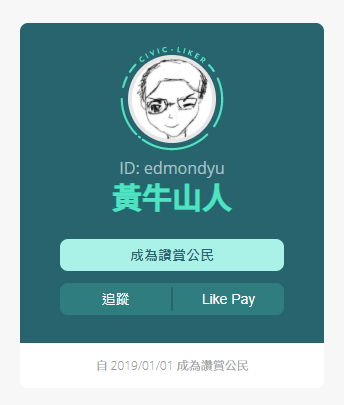 CIVIC · LIKER
ID: edmondyu
黃牛山人
成為讚賞公民
追蹤
Like Pay
自 2019/01/01 成為讚賞公民